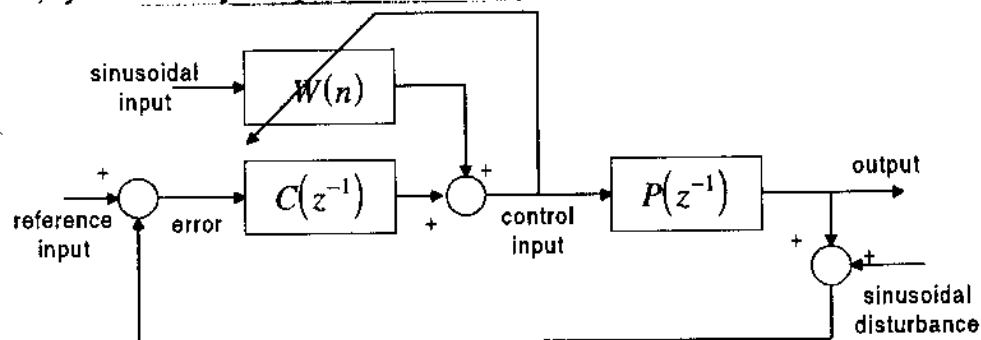 sinusoidal
input
W(n)
+
+
output
C(z⁻¹)
P(z⁻¹)
reference
input
error
+
control
input
+
+
sinusoidal
disturbance